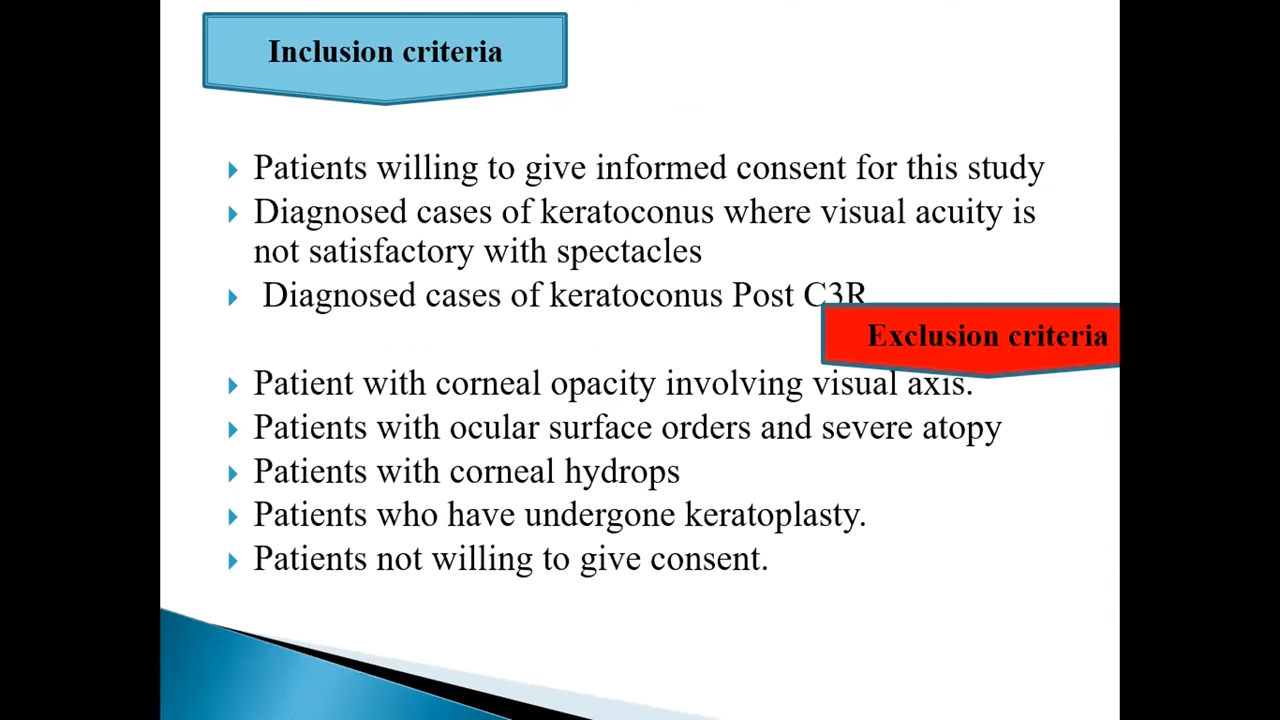 Inclusion criteria
Patients willing to give informed consent for this study
Diagnosed cases of keratoconus where visual acuity is
not satisfactory with spectacles
Diagnosed cases of keratoconus Post C3R
Exclusion criteria
Patient with corneal opacity involving visual axis.
Patients with ocular surface orders and severe atopy
Patients with corneal hydrops
Patients who have undergone keratoplasty.
Patients not willing to give consent.